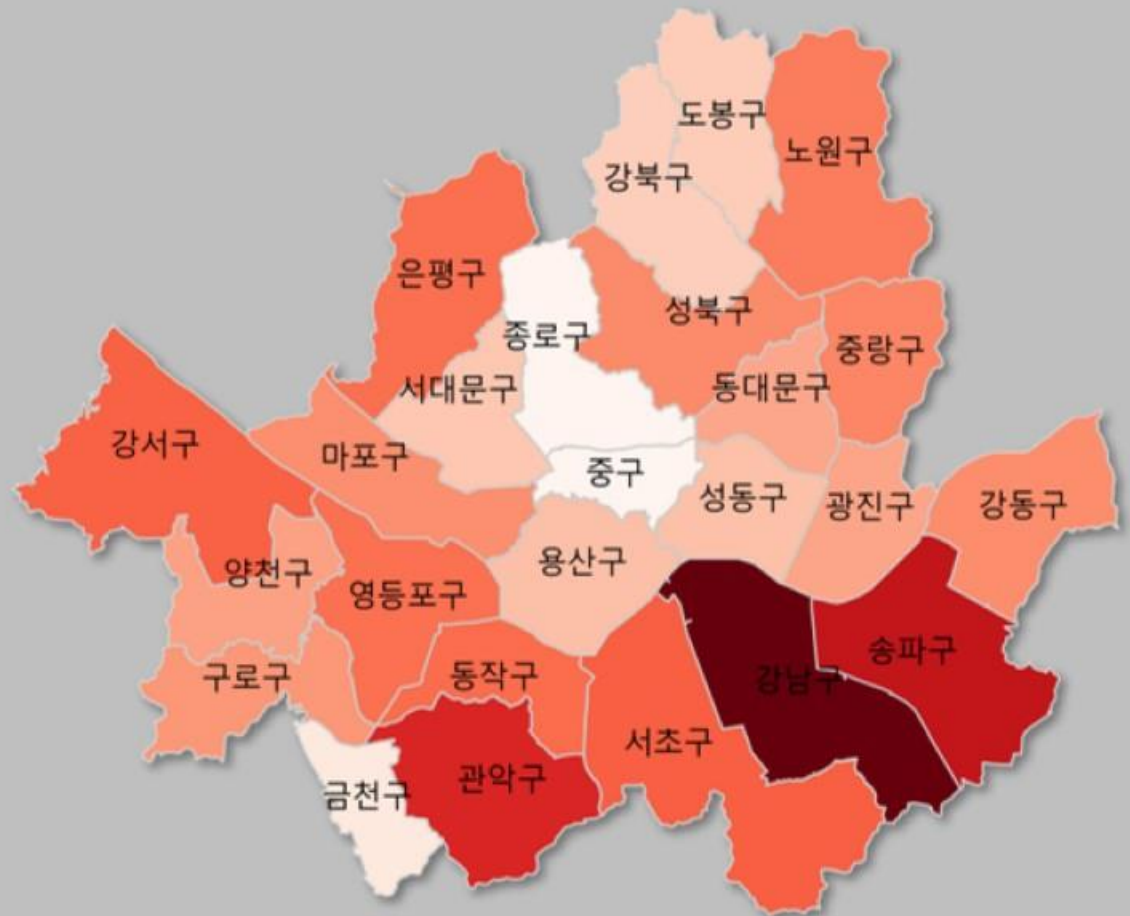 도봉구
노원구
강북구
은평구
성북구
종로구
중랑구
서대문구
동대문구
강서구
마포구
중구
성동구
광진구
강동구
용산구
양천구
영등포구
송파구
구로구
동작구
강남구
서초구
관악구
금천구